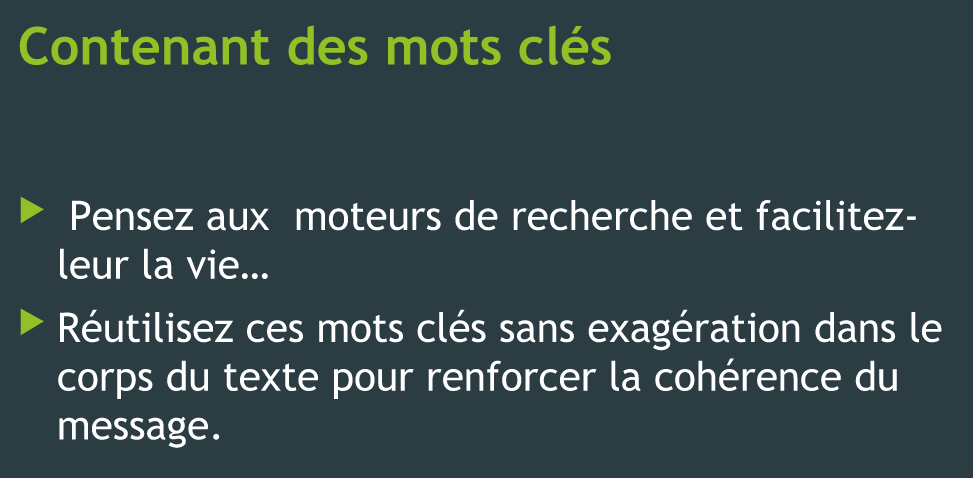 Contenant des mots clés
Pensez aux  moteurs de recherche et facilitez-
leur la vie…
Réutilisez ces mots clés sans exagération dans le
corps du texte pour renforcer la cohérence du
message.